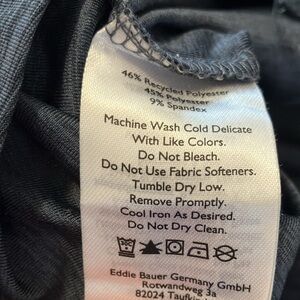 46% Recycled Polyester
45% Polyester
9% Spandex
Machine Wash Cold Delicate
With Like Colors.
Do Not Bleach.
Do Not Use Fabric Softeners.
Tumble Dry Low.
Remove Promptly.
Cool Iron As Desired.
Do Not Dry Clean.
Eddie Bauer Germany GmbH
Rotwandweg 3a
82024 Taufkirchen